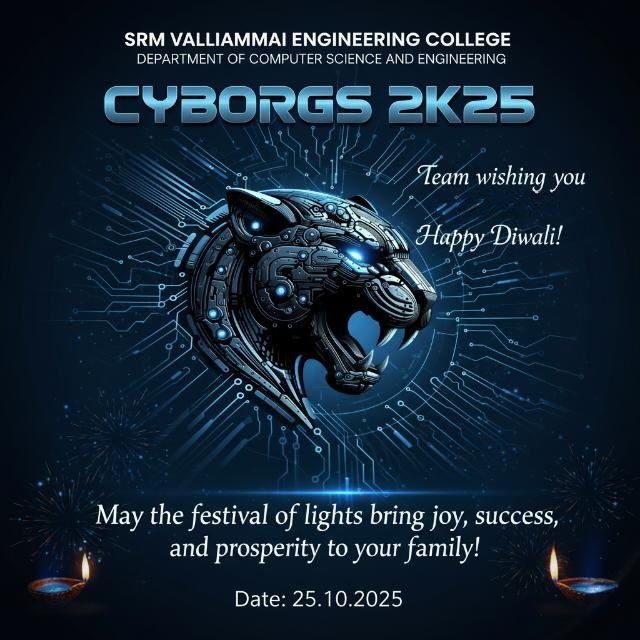 SRM VALLIAMMAI ENGINEERING COLLEGE
DEPARTMENT OF COMPUTER SCIENCE AND ENGINEERING
CYBORGS 2K25
Team wishing you
Happy Diwali!
May the festival of lights bring joy, success,
and prosperity to your family!
Date: 25.10.2025